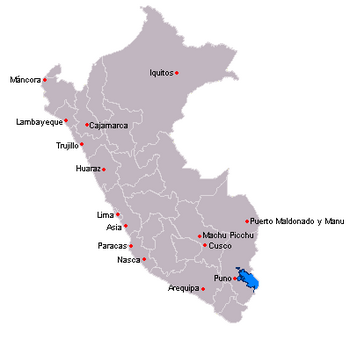 Iquitos
Máncora
Lambayeque
Cajamarca
Trujillo
Huaraz
Lima
Puerto Maldonado y Manu
Asia
Machu Picchu
Paracas
Cusco
Nasca
Puno
Arequipa